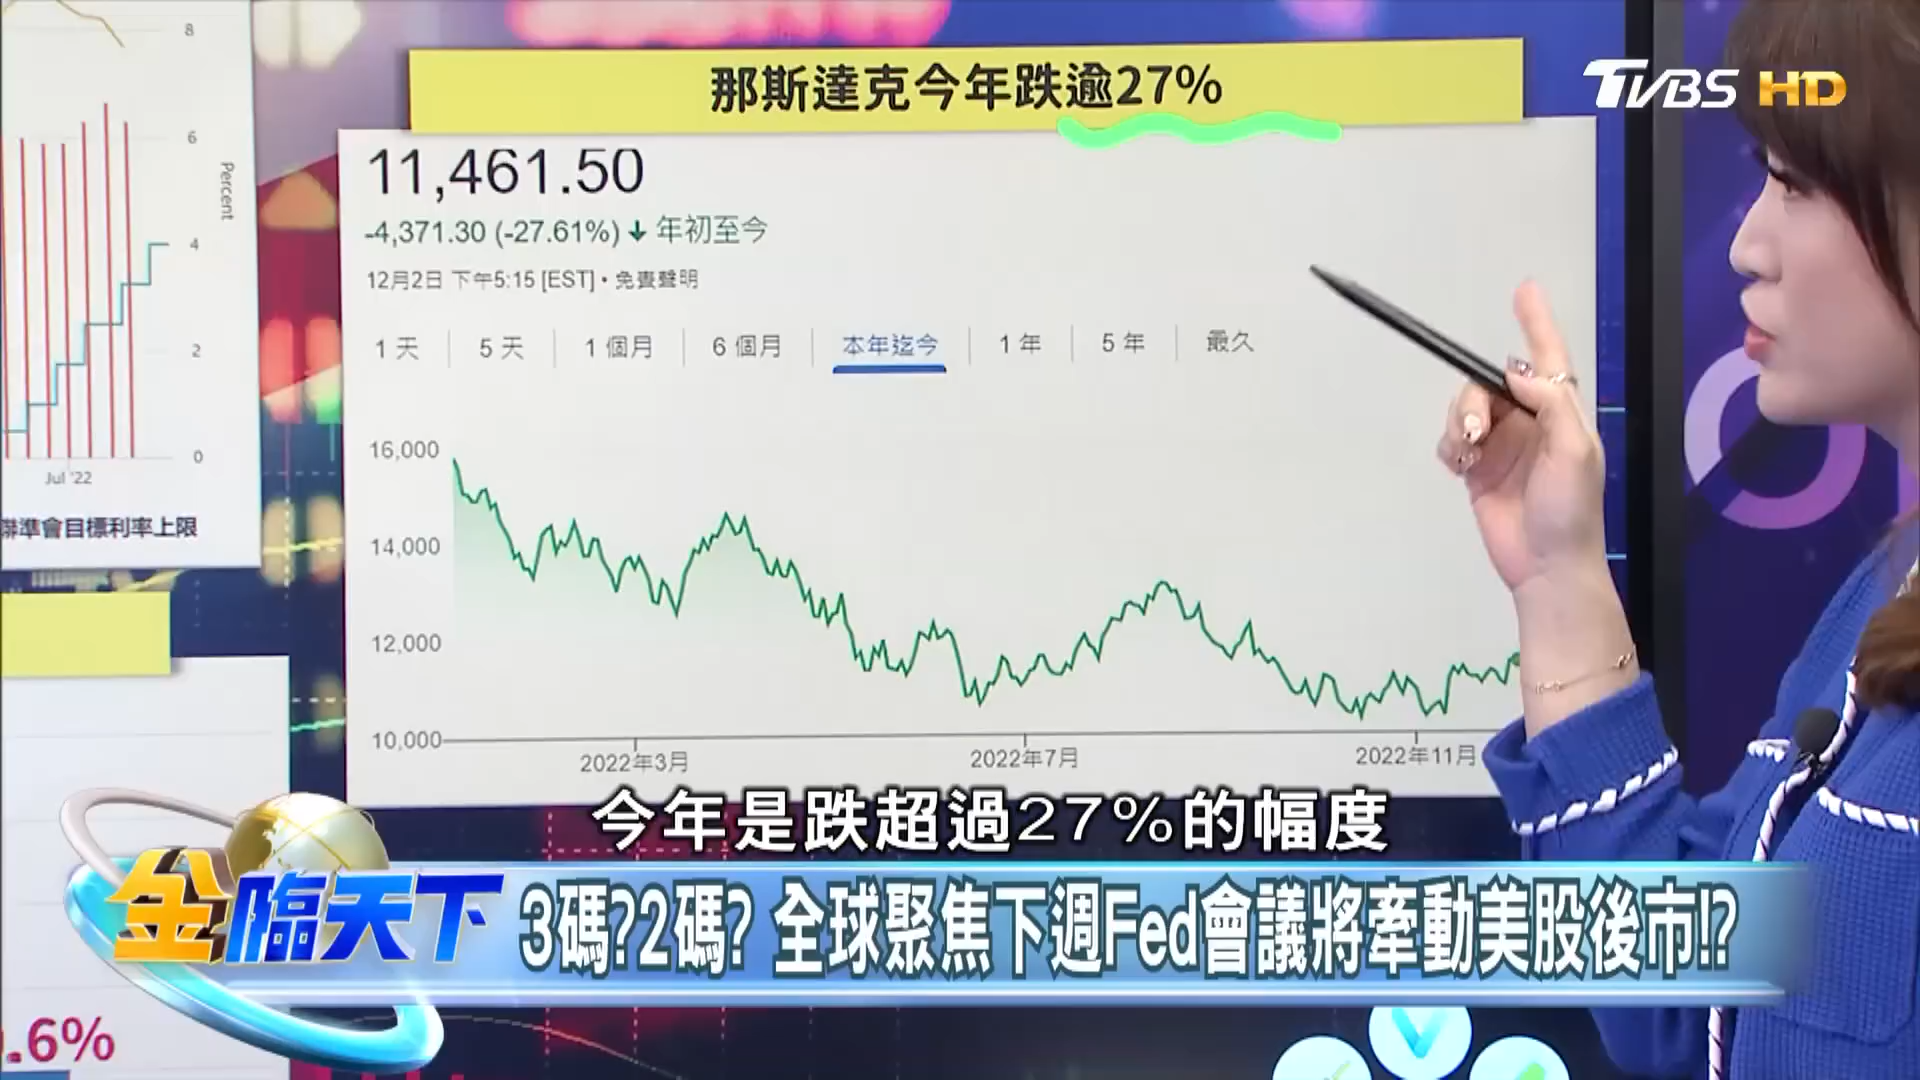 8
6
4
2
0
Percent
Jul '22
聯準會目標利率上限
那斯達克今年跌逾27%
TVBS HD
11,461.50
-4,371.30 (-27.61%) ↓ 年初至今
12月2日 下午5:15 [EST]・免責聲明
1 天 5 天 1 個月 6 個月 本年迄今 1 年 5 年 最久
16,000
14,000
12,000
10,000
2022年3月 2022年7月 2022年11月
今年是跌超過27%的幅度
金臨天下
3碼?2碼? 全球聚焦下週Fed會議將牽動美股後市!?
.6%